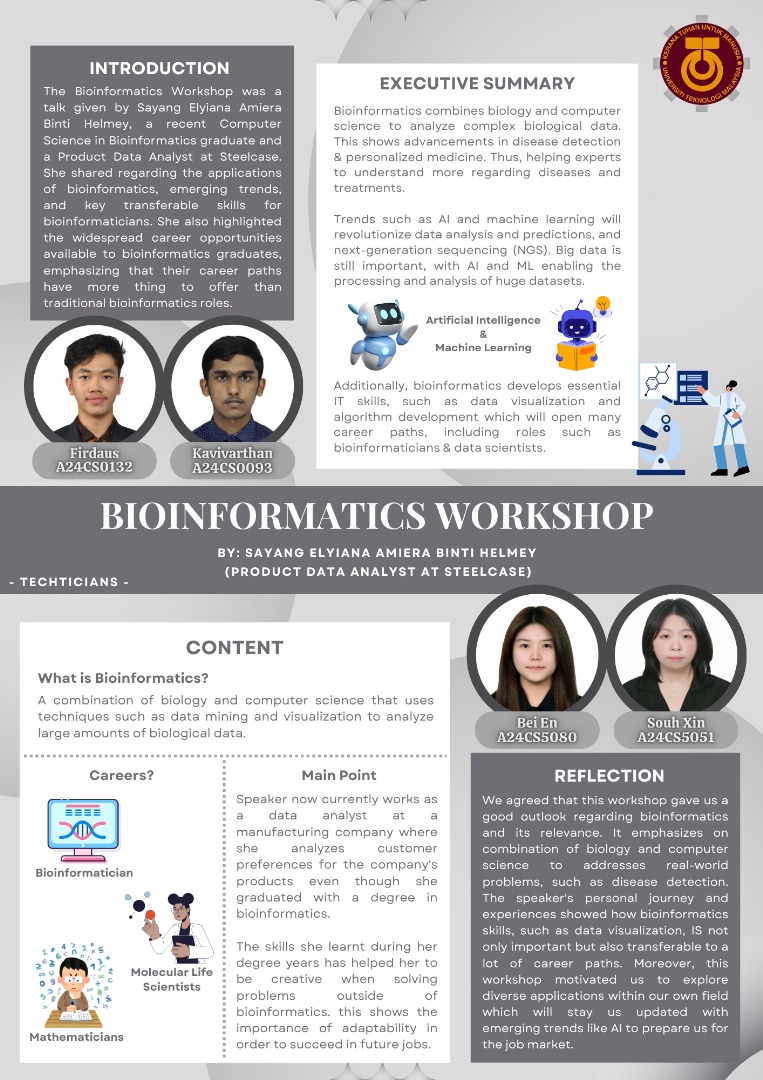 INTRODUCTION
The Bioinformatics Workshop was a
talk given by Sayang Elyiana Amiera
Binti Helmey, a recent Computer
Science in Bioinformatics graduate and
a Product Data Analyst at Steelcase.
She shared regarding the applications
of bioinformatics, emerging trends,
and key transferable skills for
bioinformaticians. She also highlighted
the widespread career opportunities
available to bioinformatics graduates,
emphasizing that their career paths
have more thing to offer than
traditional bioinformatics roles.
Firdaus
A24CS0132
Kavivarthan
A24CS0093
EXECUTIVE SUMMARY
Bioinformatics combines biology and computer
science to analyze complex biological data.
This shows advancements in disease detection
& personalized medicine. Thus, helping experts
to understand more regarding diseases and
treatments.
Trends such as AI and machine learning will
revolutionize data analysis and predictions, and
next-generation sequencing (NGS). Big data is
still important, with AI and ML enabling the
processing and analysis of huge datasets.
Artificial Intelligence
&
Machine Learning
Additionally, bioinformatics develops essential
IT skills, such as data visualization and
algorithm development which will open many
career paths, including roles such as
bioinformaticians & data scientists.
KERANA TUHAN UNTUK MANUSIA
UNIVERSITI TEKNOLOGI MALAYSIA
BIOINFORMATICS WORKSHOP
BY: SAYANG ELYIANA AMIERA BINTI HELMEY
(PRODUCT DATA ANALYST AT STEELCASE)
- TECHTICIANS -
CONTENT
What is Bioinformatics?
A combination of biology and computer science that uses
techniques such as data mining and visualization to analyze
large amounts of biological data.
Careers?
Bioinformatician
Molecular Life
Scientists
Mathematicians
Main Point
Speaker now currently works as
a data analyst at a
manufacturing company where
she analyzes customer
preferences for the company's
products even though she
graduated with a degree in
bioinformatics.
The skills she learnt during her
degree years has helped her to
be creative when solving
problems outside of
bioinformatics. this shows the
importance of adaptability in
order to succeed in future jobs.
Bei En
A24CS5080
Souh Xin
A24CS5051
REFLECTION
We agreed that this workshop gave us a
good outlook regarding bioinformatics
and its relevance. It emphasizes on
combination of biology and computer
science to addresses real-world
problems, such as disease detection.
The speaker's personal journey and
experiences showed how bioinformatics
skills, such as data visualization, IS not
only important but also transferable to a
lot of career paths. Moreover, this
workshop motivated us to explore
diverse applications within our own field
which will stay us updated with
emerging trends like AI to prepare us for
the job market.